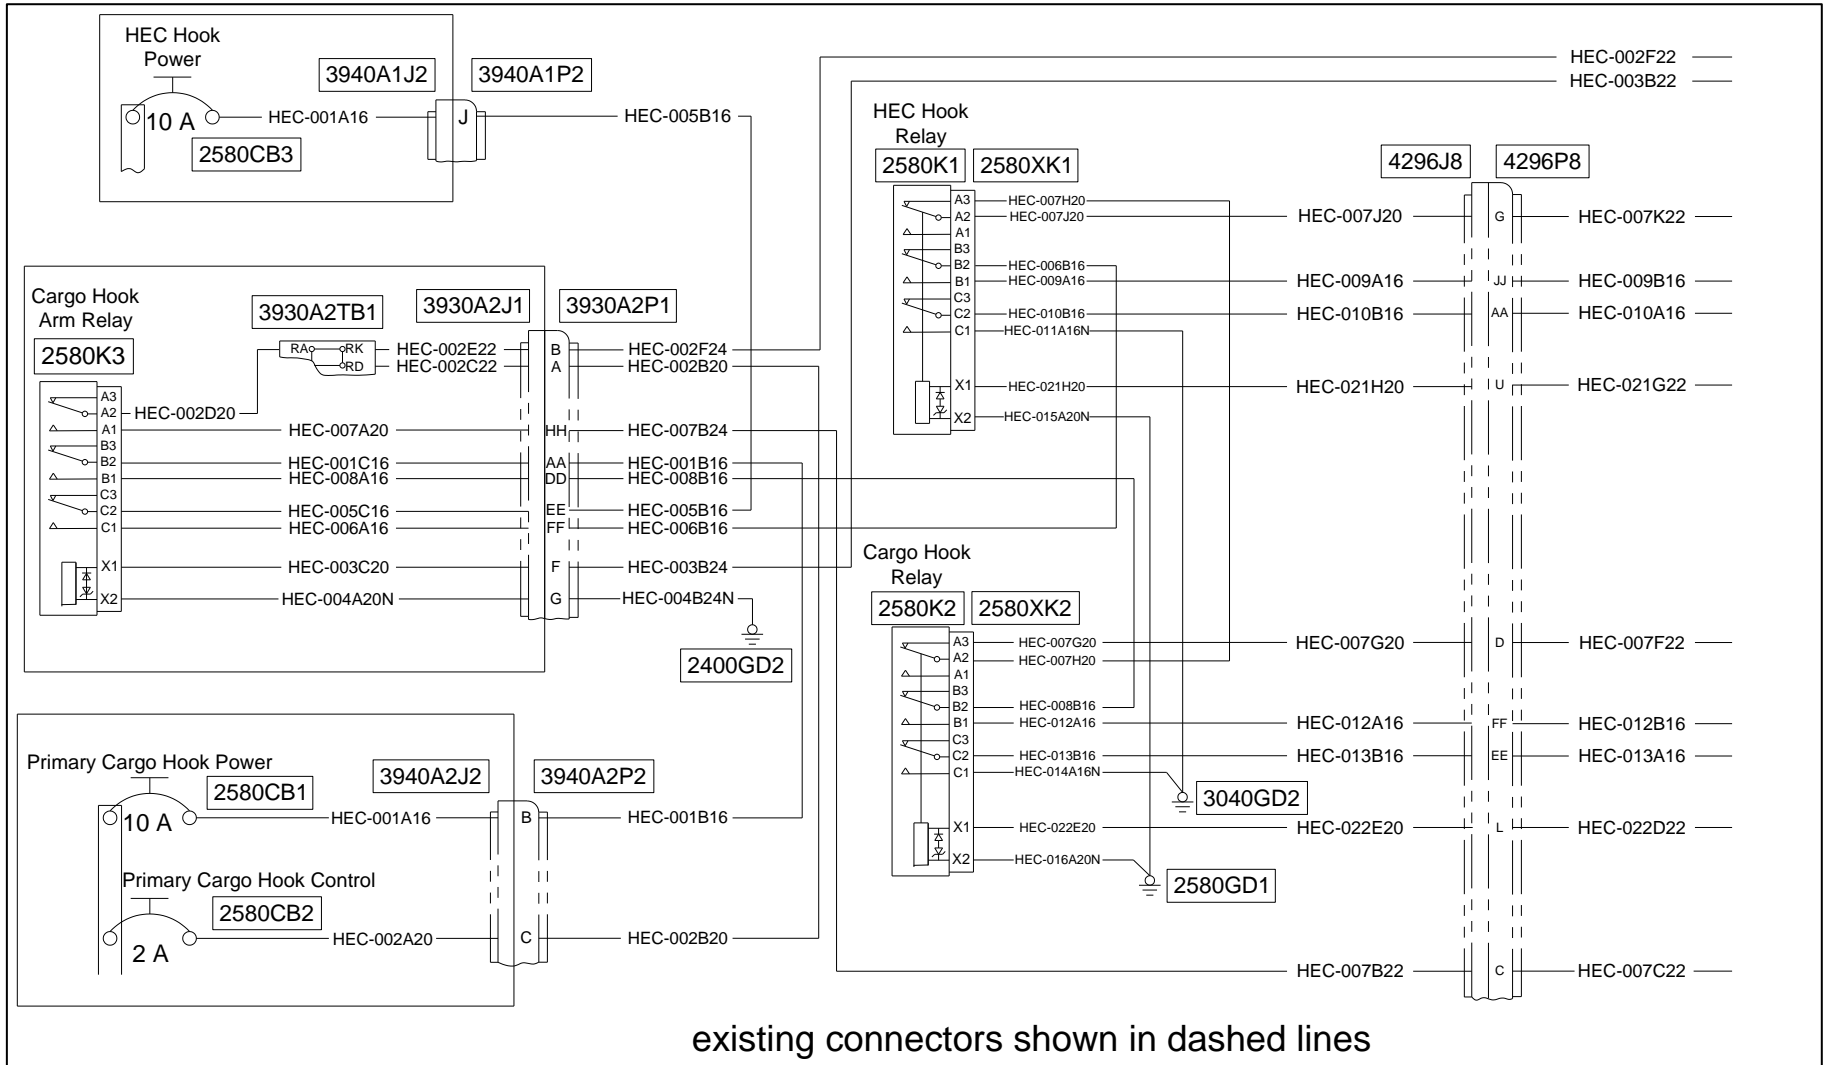 HEC Hook
Power
3940A1J2
3940A1P2
10 A
HEC-001A16
J
HEC-005B16
2580CB3
HEC-002F22
HEC-003B22
Cargo Hook
Arm Relay
2580K3
3930A2TB1
3930A2J1
3930A2P1
RA
RK
RD
HEC-002E22
B
HEC-002F24
HEC-002C22
A
HEC-002B20
A3
A2
HEC-002D20
A1
HEC-007A20
HH
HEC-007B24
B3
B2
HEC-001C16
AA
HEC-001B16
B1
HEC-008A16
DD
HEC-008B16
C3
C2
HEC-005C16
EE
HEC-005B16
C1
HEC-006A16
FF
HEC-006B16
X1
HEC-003C20
F
HEC-003B24
X2
HEC-004A20N
G
HEC-004B24N
2400GD2
Primary Cargo Hook Power
2580CB1
3940A2J2
3940A2P2
10 A
HEC-001A16
B
HEC-001B16
Primary Cargo Hook Control
2580CB2
2 A
HEC-002A20
C
HEC-002B20
HEC Hook
Relay
2580K1
2580XK1
4296J8
4296P8
A3
HEC-007H20
A2
HEC-007J20
HEC-007J20
G
HEC-007K22
A1
B3
B2
HEC-006B16
B1
HEC-009A16
HEC-009A16
JJ
HEC-009B16
C3
C2
HEC-010B16
HEC-010B16
AA
HEC-010A16
C1
HEC-011A16N
X1
HEC-021H20
HEC-021H20
U
HEC-021G22
X2
HEC-015A20N
Cargo Hook
Relay
2580K2
2580XK2
A3
HEC-007G20
HEC-007G20
D
HEC-007F22
A2
HEC-007H20
A1
B3
B2
HEC-008B16
B1
HEC-012A16
HEC-012A16
FF
HEC-012B16
C3
C2
HEC-013B16
HEC-013B16
EE
HEC-013A16
C1
HEC-014A16N
3040GD2
X1
HEC-022E20
HEC-022E20
L
HEC-022D22
X2
HEC-016A20N
2580GD1
HEC-007B22
C
HEC-007C22
existing connectors shown in dashed lines